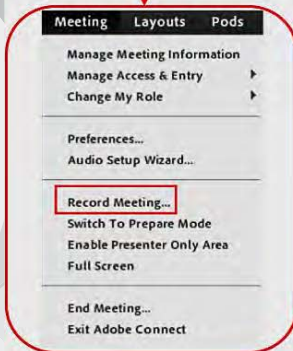 Meeting Layouts Pods
Manage Meeting Information
Manage Access & Entry
Change My Role
Preferences...
Audio Setup Wizard...
Record Meeting...
Switch To Prepare Mode
Enable Presenter Only Area
Full Screen
End Meeting...
Exit Adobe Connect